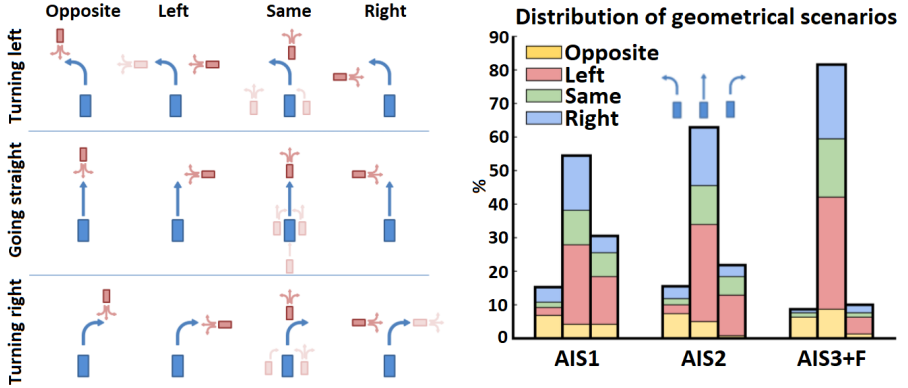 Opposite Left Same Right
Turning left
Going straight
Turning right
Distribution of geometrical scenarios
90
80
70
60
50
40
30
20
10
0
%
Opposite
Left
Same
Right
AIS1 AIS2 AIS3+F